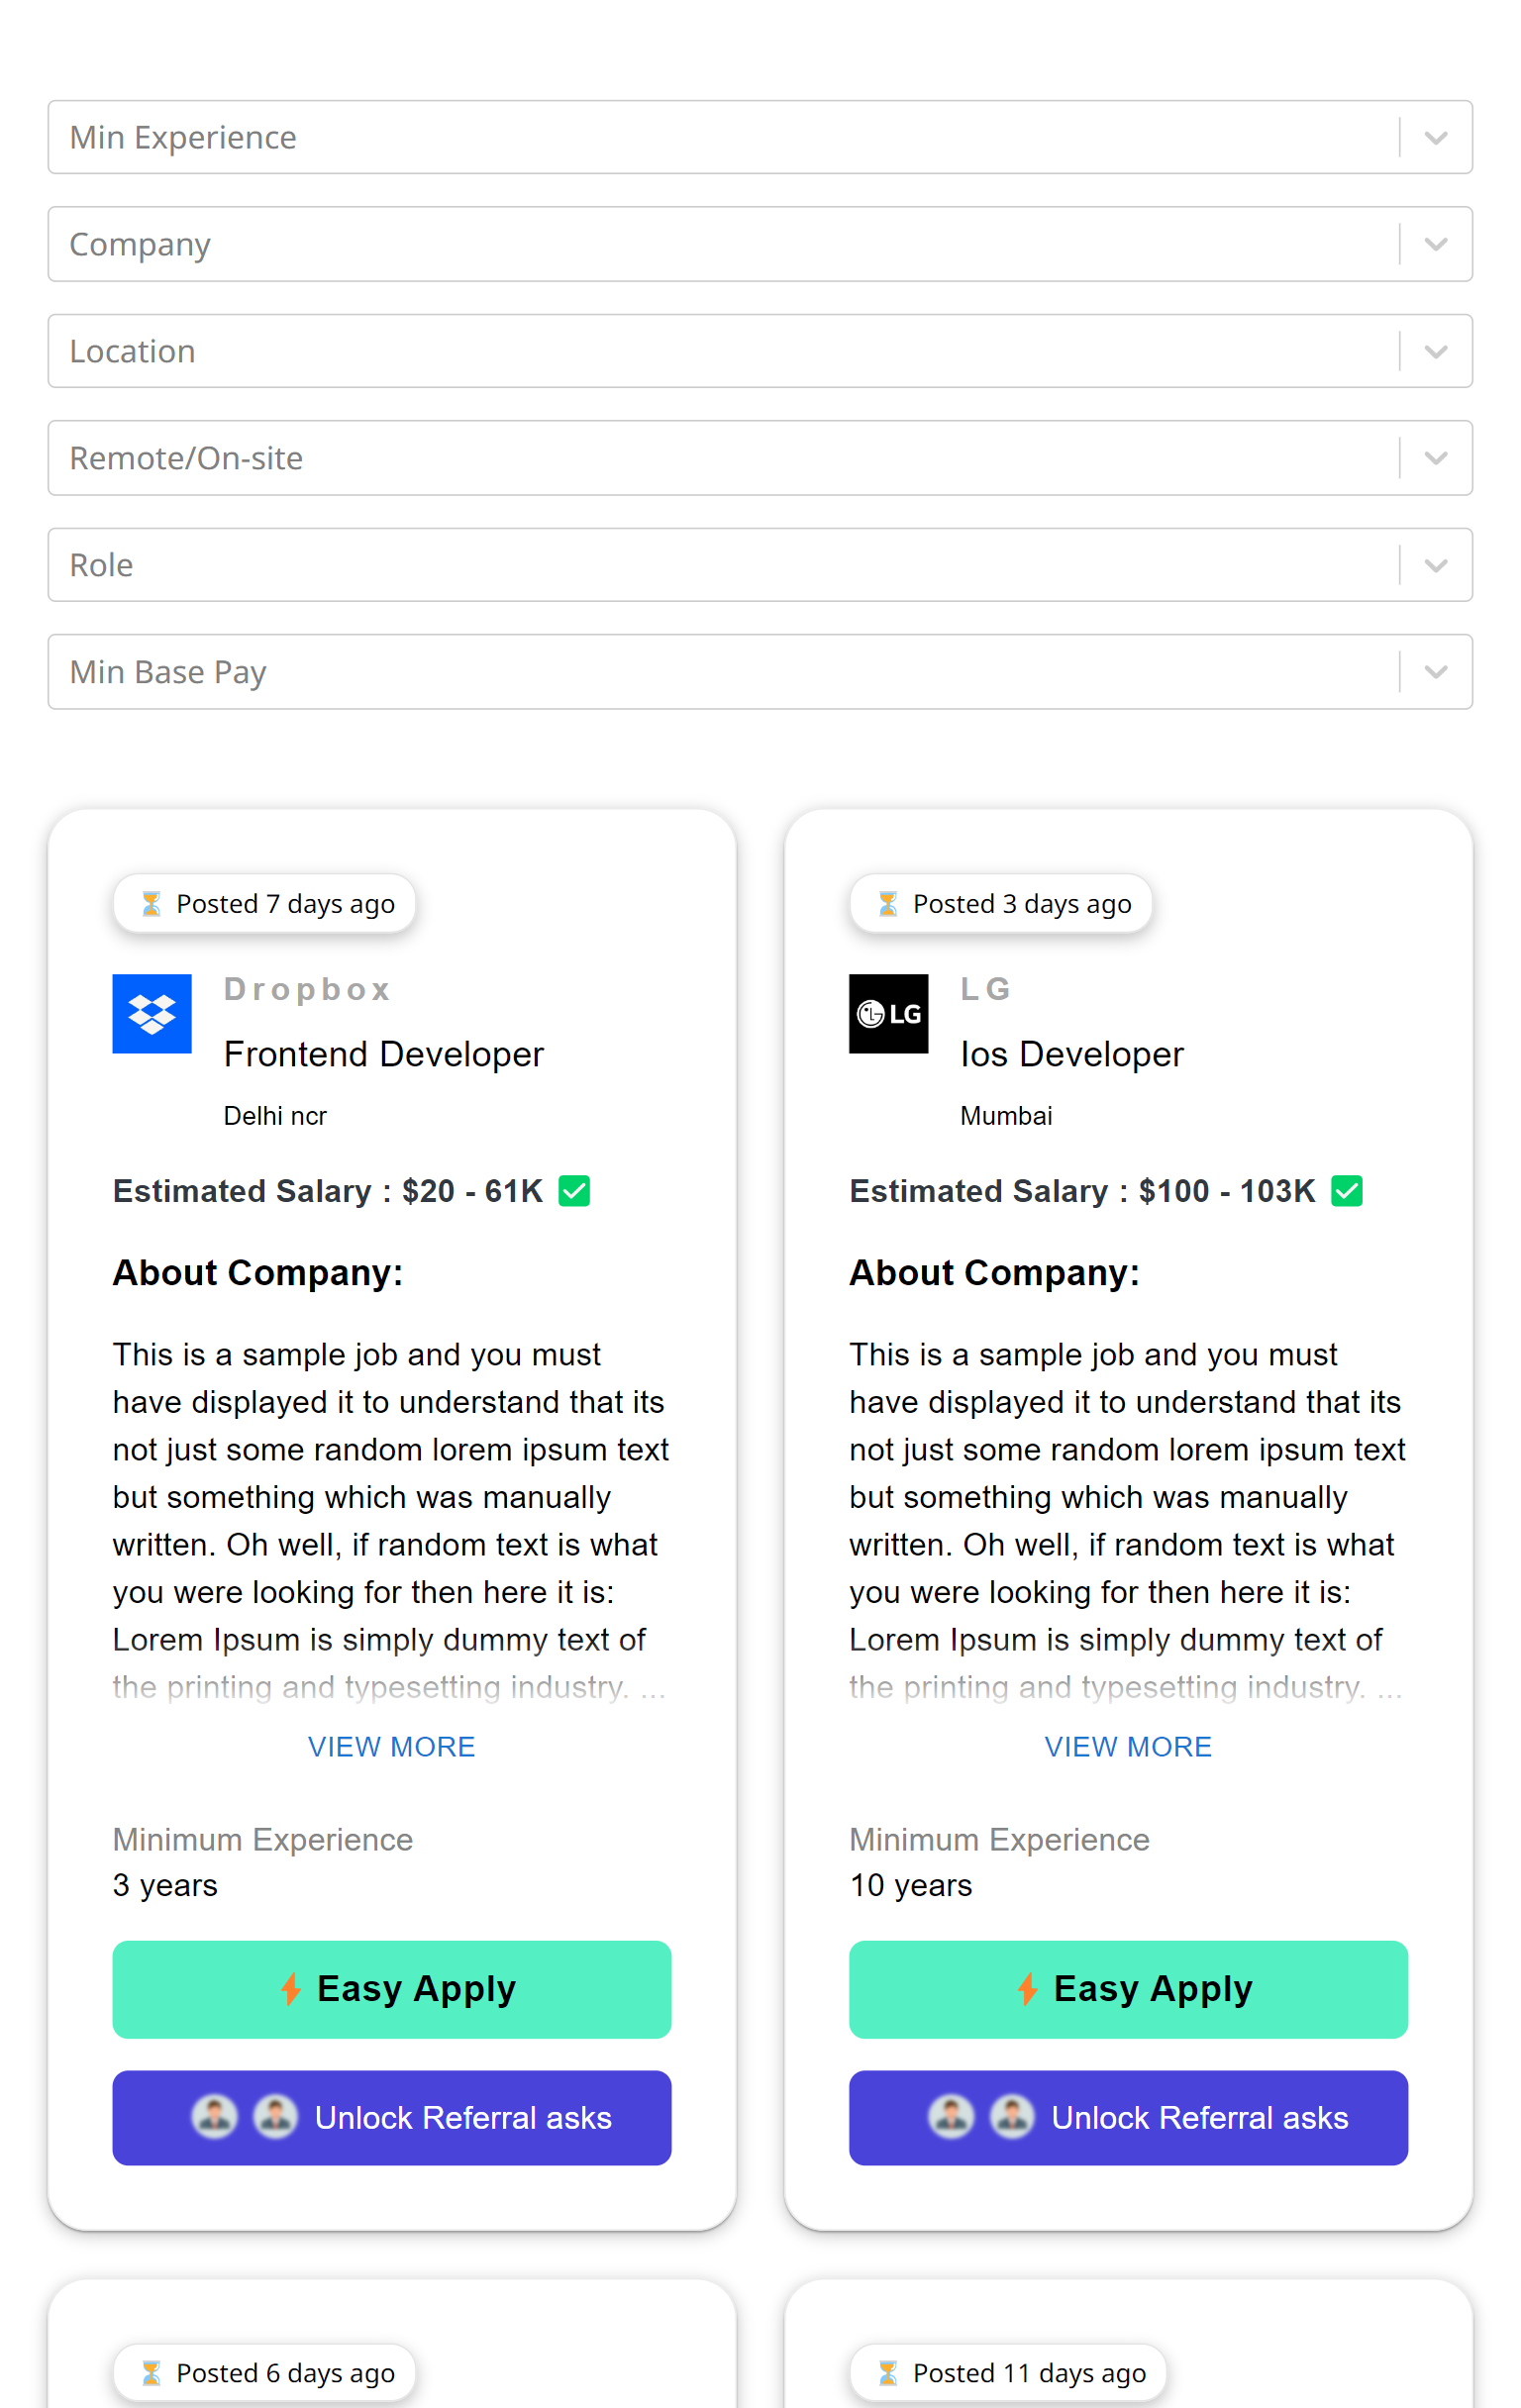 Min Experience
Company
Location
Remote/On-site
Role
Min Base Pay
Posted 7 days ago
Dropbox
Frontend Developer
Delhi ncr
Estimated Salary : $20 - 61K
About Company:
This is a sample job and you must
have displayed it to understand that its
not just some random lorem ipsum text
but something which was manually
written. Oh well, if random text is what
you were looking for then here it is:
Lorem Ipsum is simply dummy text of
the printing and typesetting industry. ...
VIEW MORE
Minimum Experience
3 years
Easy Apply
Unlock Referral asks
Posted 3 days ago
LG
LG
Ios Developer
Mumbai
Estimated Salary : $100 - 103K
About Company:
This is a sample job and you must
have displayed it to understand that its
not just some random lorem ipsum text
but something which was manually
written. Oh well, if random text is what
you were looking for then here it is:
Lorem Ipsum is simply dummy text of
the printing and typesetting industry. ...
VIEW MORE
Minimum Experience
10 years
Easy Apply
Unlock Referral asks
Posted 6 days ago
Posted 11 days ago